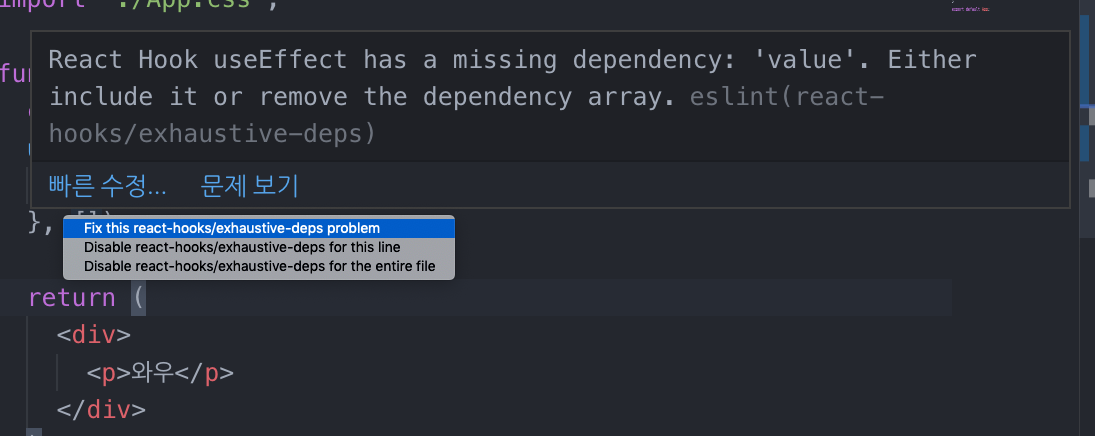 import './App.css';
fun
React Hook useEffect has a missing dependency: 'value'. Either
include it or remove the dependency array. eslint(react-
hooks/exhaustive-deps)
빠른 수정... 문제 보기
}, [])
Fix this react-hooks/exhaustive-deps problem
Disable react-hooks/exhaustive-deps for this line
Disable react-hooks/exhaustive-deps for the entire file
return (
<div>
<p>와우</p>
</div>